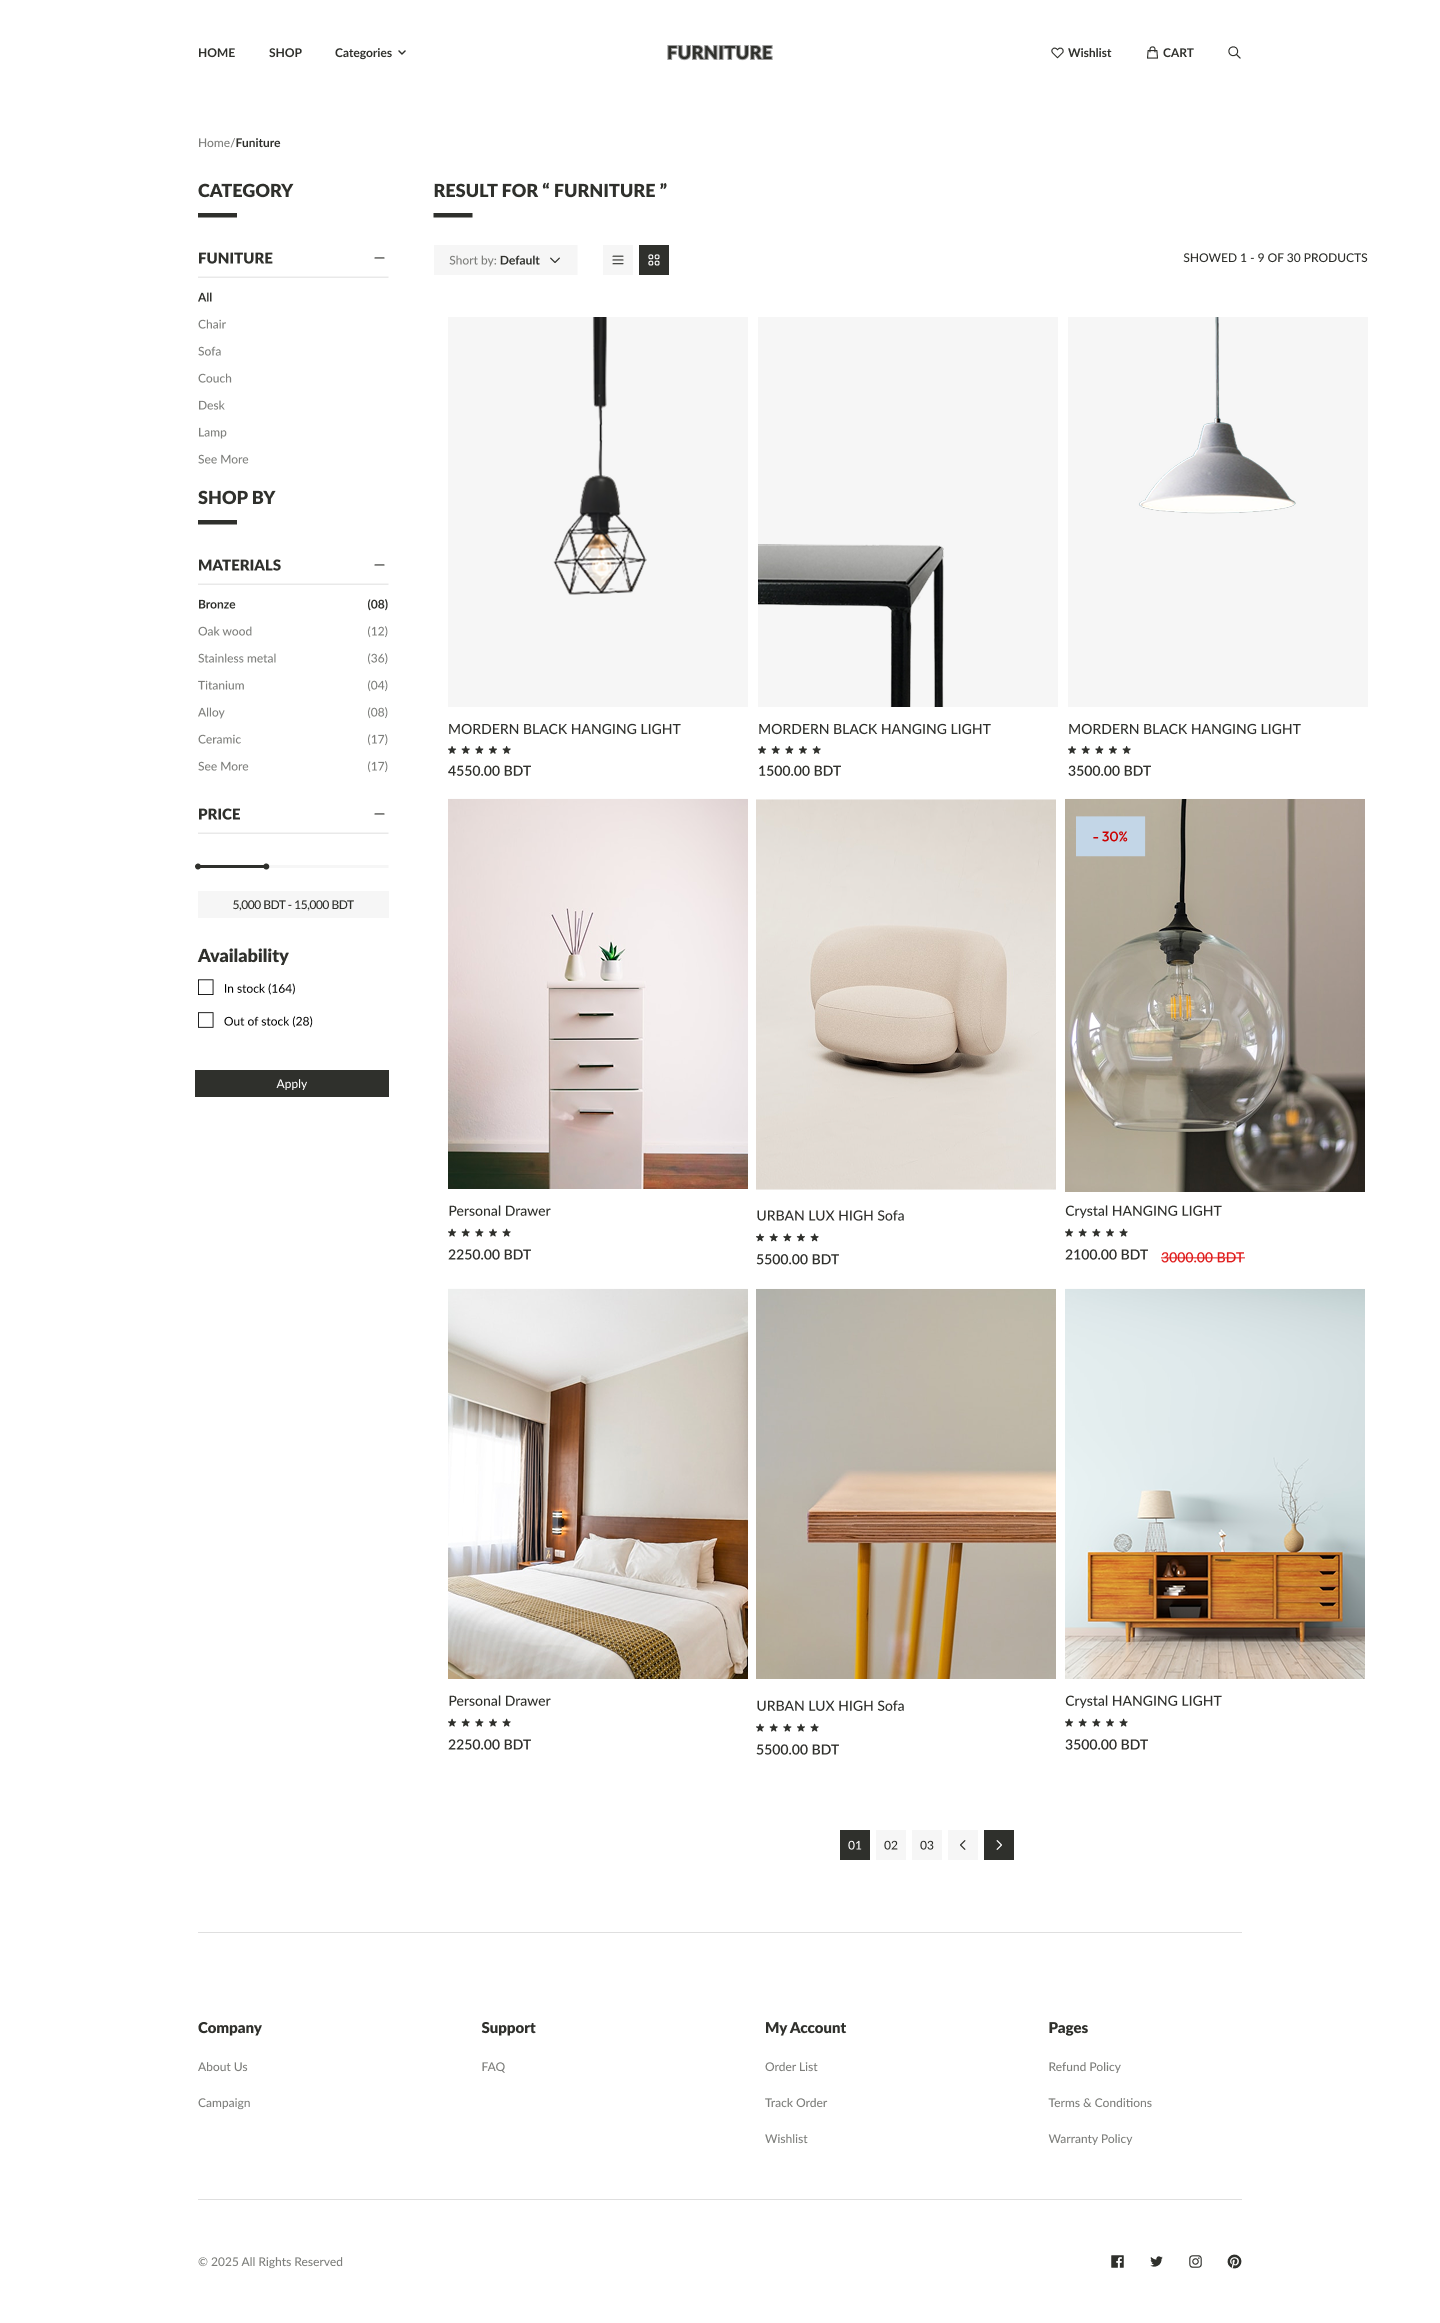 HOME SHOP Categories FURNITURE Wishlist CART
Home/Funiture
CATEGORY
FUNITURE
All
Chair
Sofa
Couch
Desk
Lamp
See More
SHOP BY
MATERIALS
Bronze (08)
Oak wood (12)
Stainless metal (36)
Titanium (04)
Alloy (08)
Ceramic (17)
See More (17)
PRICE
5,000 BDT - 15,000 BDT
Availability
In stock (164)
Out of stock (28)
Apply
RESULT FOR “ FURNITURE ”
Short by: Default
SHOWED 1 - 9 OF 30 PRODUCTS
MORDERN BLACK HANGING LIGHT
4550.00 BDT
MORDERN BLACK HANGING LIGHT
1500.00 BDT
MORDERN BLACK HANGING LIGHT
3500.00 BDT
Personal Drawer
2250.00 BDT
URBAN LUX HIGH Sofa
5500.00 BDT
- 30%
Crystal HANGING LIGHT
2100.00 BDT 3000.00 BDT
Personal Drawer
2250.00 BDT
URBAN LUX HIGH Sofa
5500.00 BDT
Crystal HANGING LIGHT
3500.00 BDT
01 02 03
Company
About Us
Campaign
Support
FAQ
My Account
Order List
Track Order
Wishlist
Pages
Refund Policy
Terms & Conditions
Warranty Policy
© 2025 All Rights Reserved